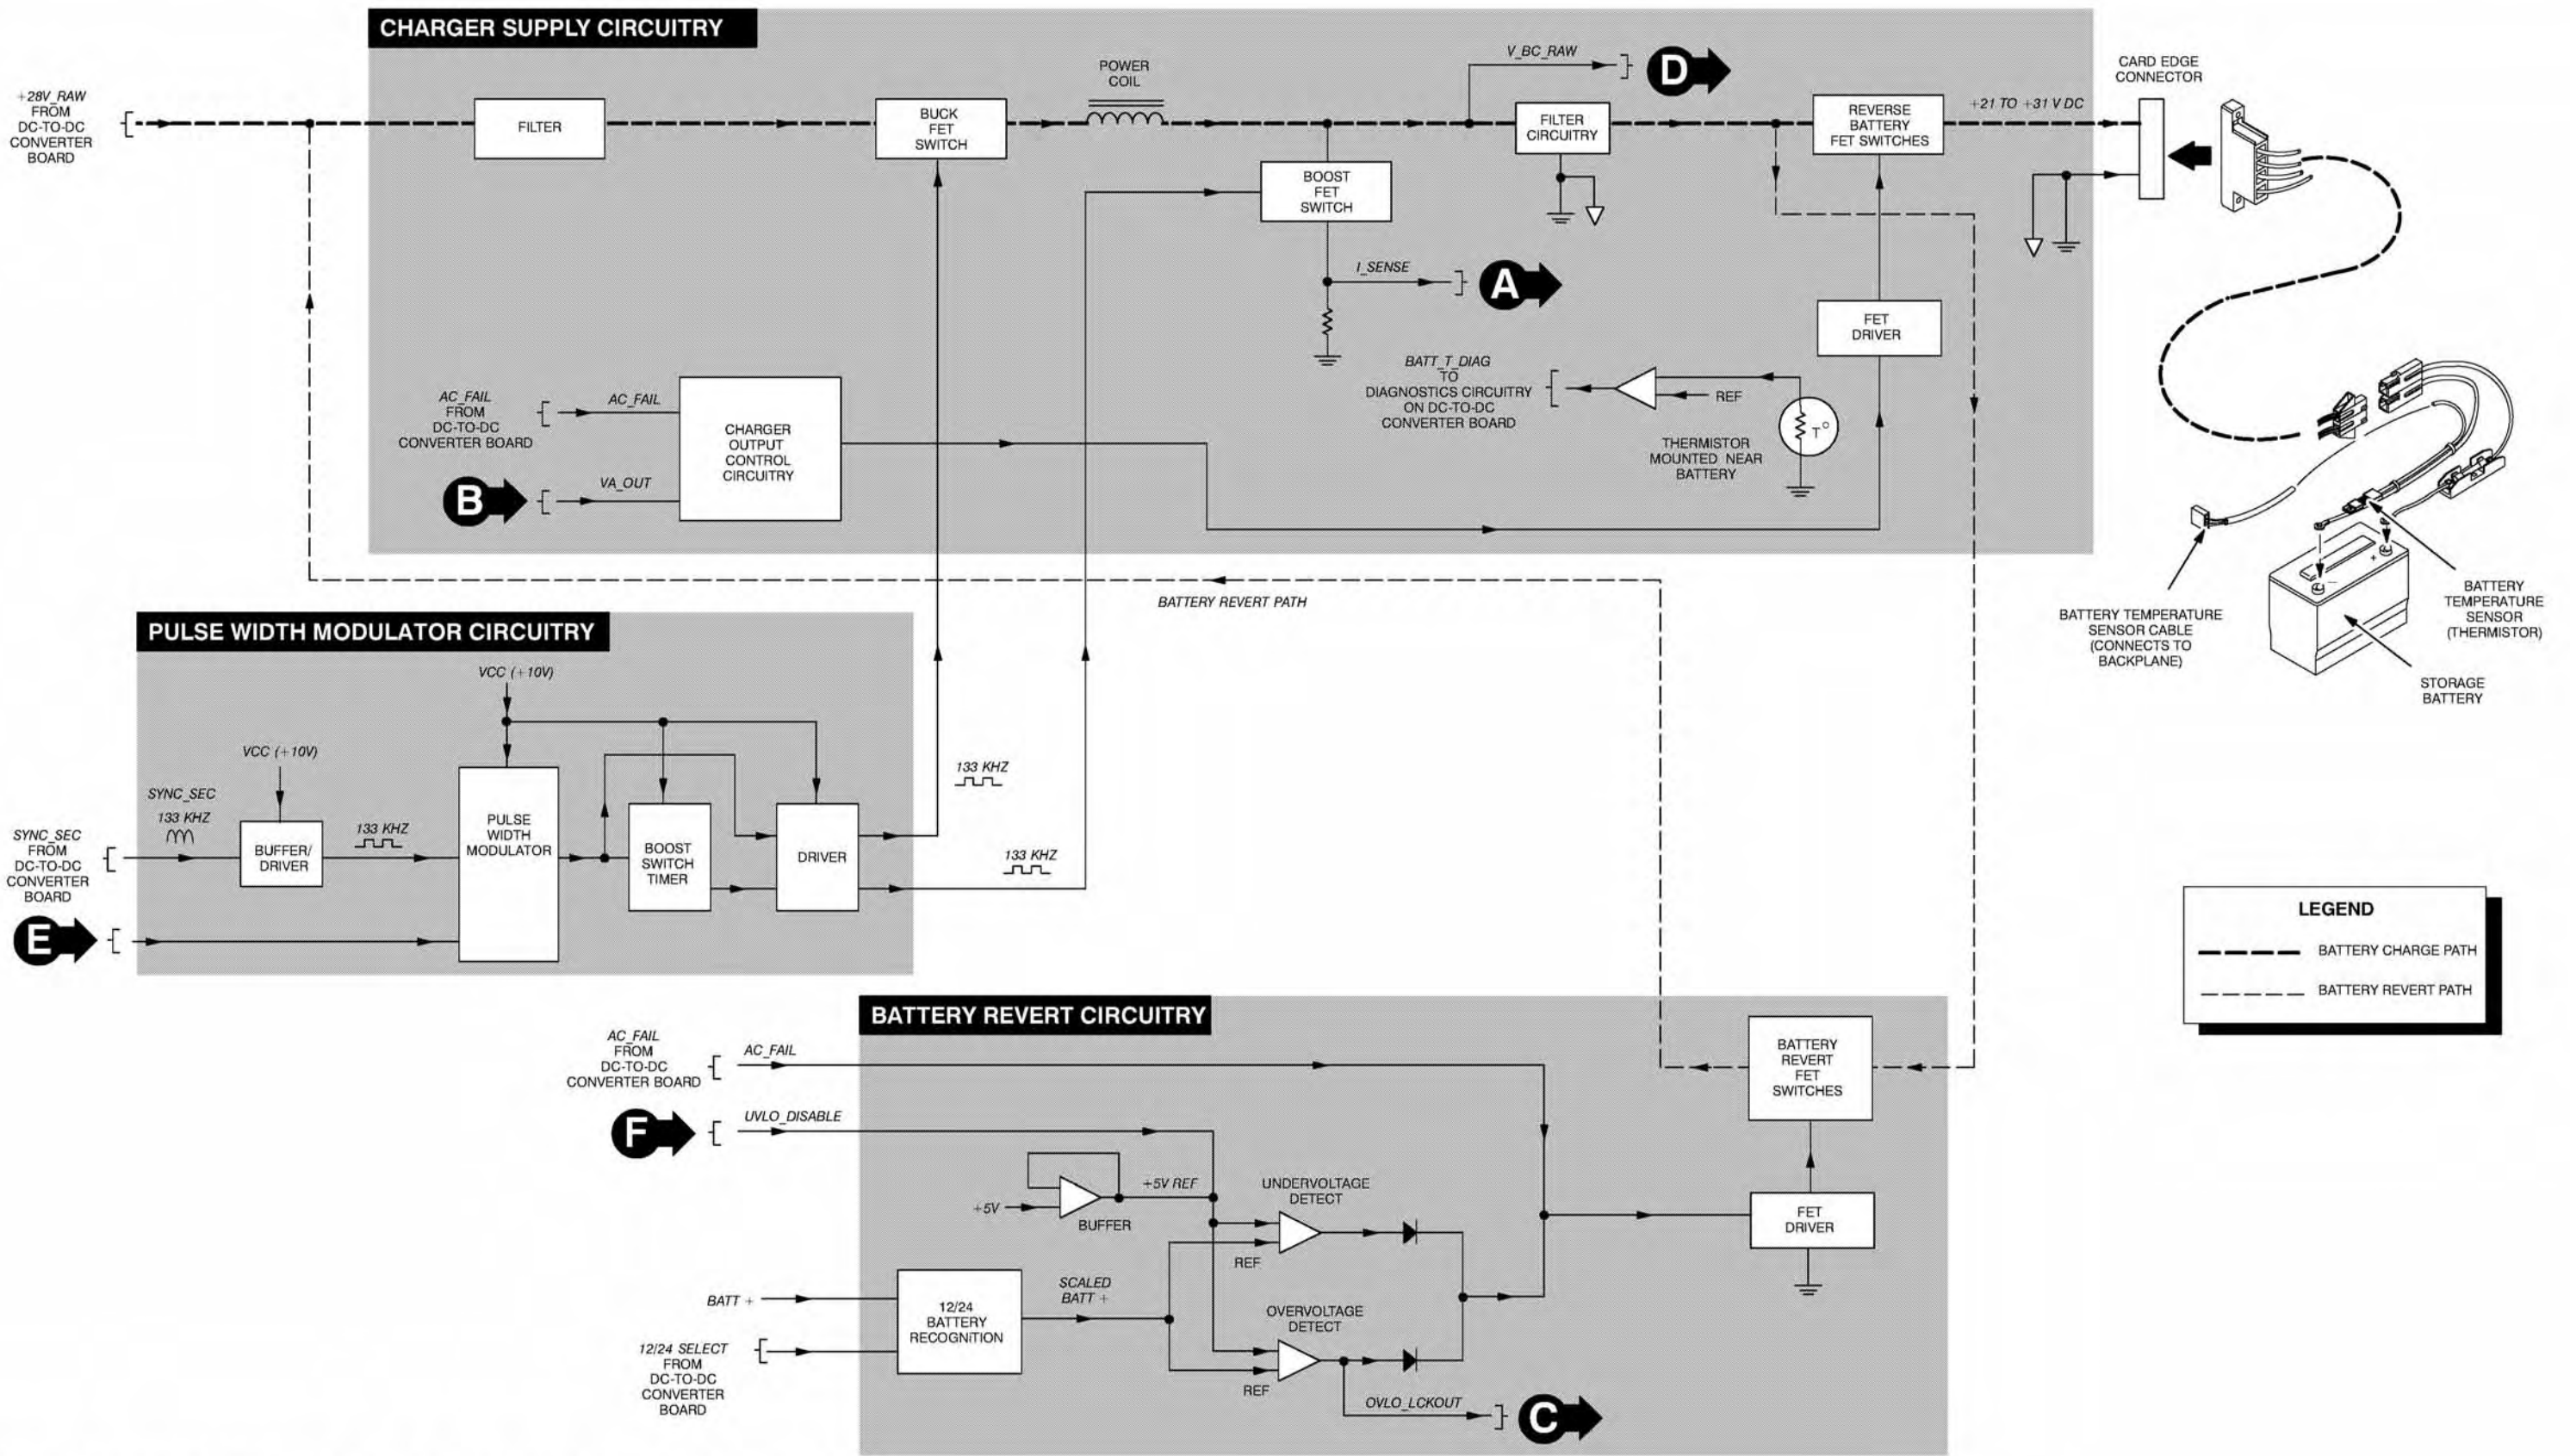 CHARGER SUPPLY CIRCUITRY
+28V_RAW
FROM
DC-TO-DC
CONVERTER
BOARD
FILTER
BUCK
FET
SWITCH
POWER
COIL
V_BC_RAW
D
BOOST
FET
SWITCH
FILTER
CIRCUITRY
REVERSE
BATTERY
FET SWITCHES
+21 TO +31 V DC
CARD EDGE
CONNECTOR
I_SENSE
A
FET
DRIVER
AC_FAIL
FROM
DC-TO-DC
CONVERTER BOARD
AC_FAIL
B
VA_OUT
CHARGER
OUTPUT
CONTROL
CIRCUITRY
BATT_T_DIAG
TO
DIAGNOSTICS CIRCUITRY
ON DC-TO-DC
CONVERTER BOARD
REF
T°
THERMISTOR
MOUNTED NEAR
BATTERY
BATTERY REVERT PATH
BATTERY TEMPERATURE
SENSOR CABLE
(CONNECTS TO
BACKPLANE)
+
−
BATTERY
TEMPERATURE
SENSOR
(THERMISTOR)
STORAGE
BATTERY
PULSE WIDTH MODULATOR CIRCUITRY
VCC (+10V)
VCC (+10V)
SYNC_SEC
133 KHZ
SYNC_SEC
FROM
DC-TO-DC
CONVERTER
BOARD
BUFFER/
DRIVER
133 KHZ
E
PULSE
WIDTH
MODULATOR
BOOST
SWITCH
TIMER
DRIVER
133 KHZ
133 KHZ
LEGEND
BATTERY CHARGE PATH
BATTERY REVERT PATH
BATTERY REVERT CIRCUITRY
AC_FAIL
FROM
DC-TO-DC
CONVERTER BOARD
AC_FAIL
F
UVLO_DISABLE
+5V
BUFFER
+5V REF
UNDERVOLTAGE
DETECT
REF
BATT +
12/24 SELECT
FROM
DC-TO-DC
CONVERTER
BOARD
12/24
BATTERY
RECOGNITION
SCALED
BATT +
OVERVOLTAGE
DETECT
REF
OVLO_LCKOUT
C
BATTERY
REVERT
FET
SWITCHES
FET
DRIVER